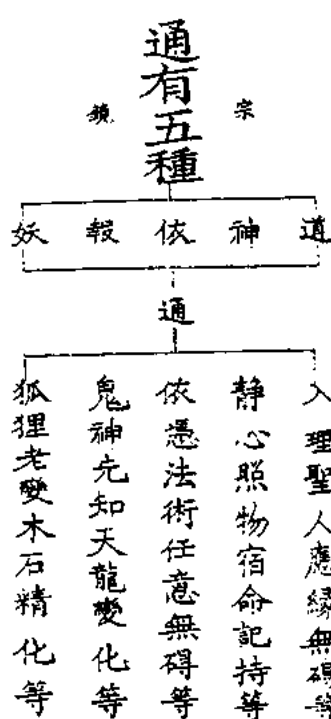 通有五種
宗
鏡
道 神 依 報 妖
通
入理聖人應緣無礙等
靜心照物宿命記持等
依憑法術任意無碍等
鬼神先知天龍變化等
狐狸老變木石精化等